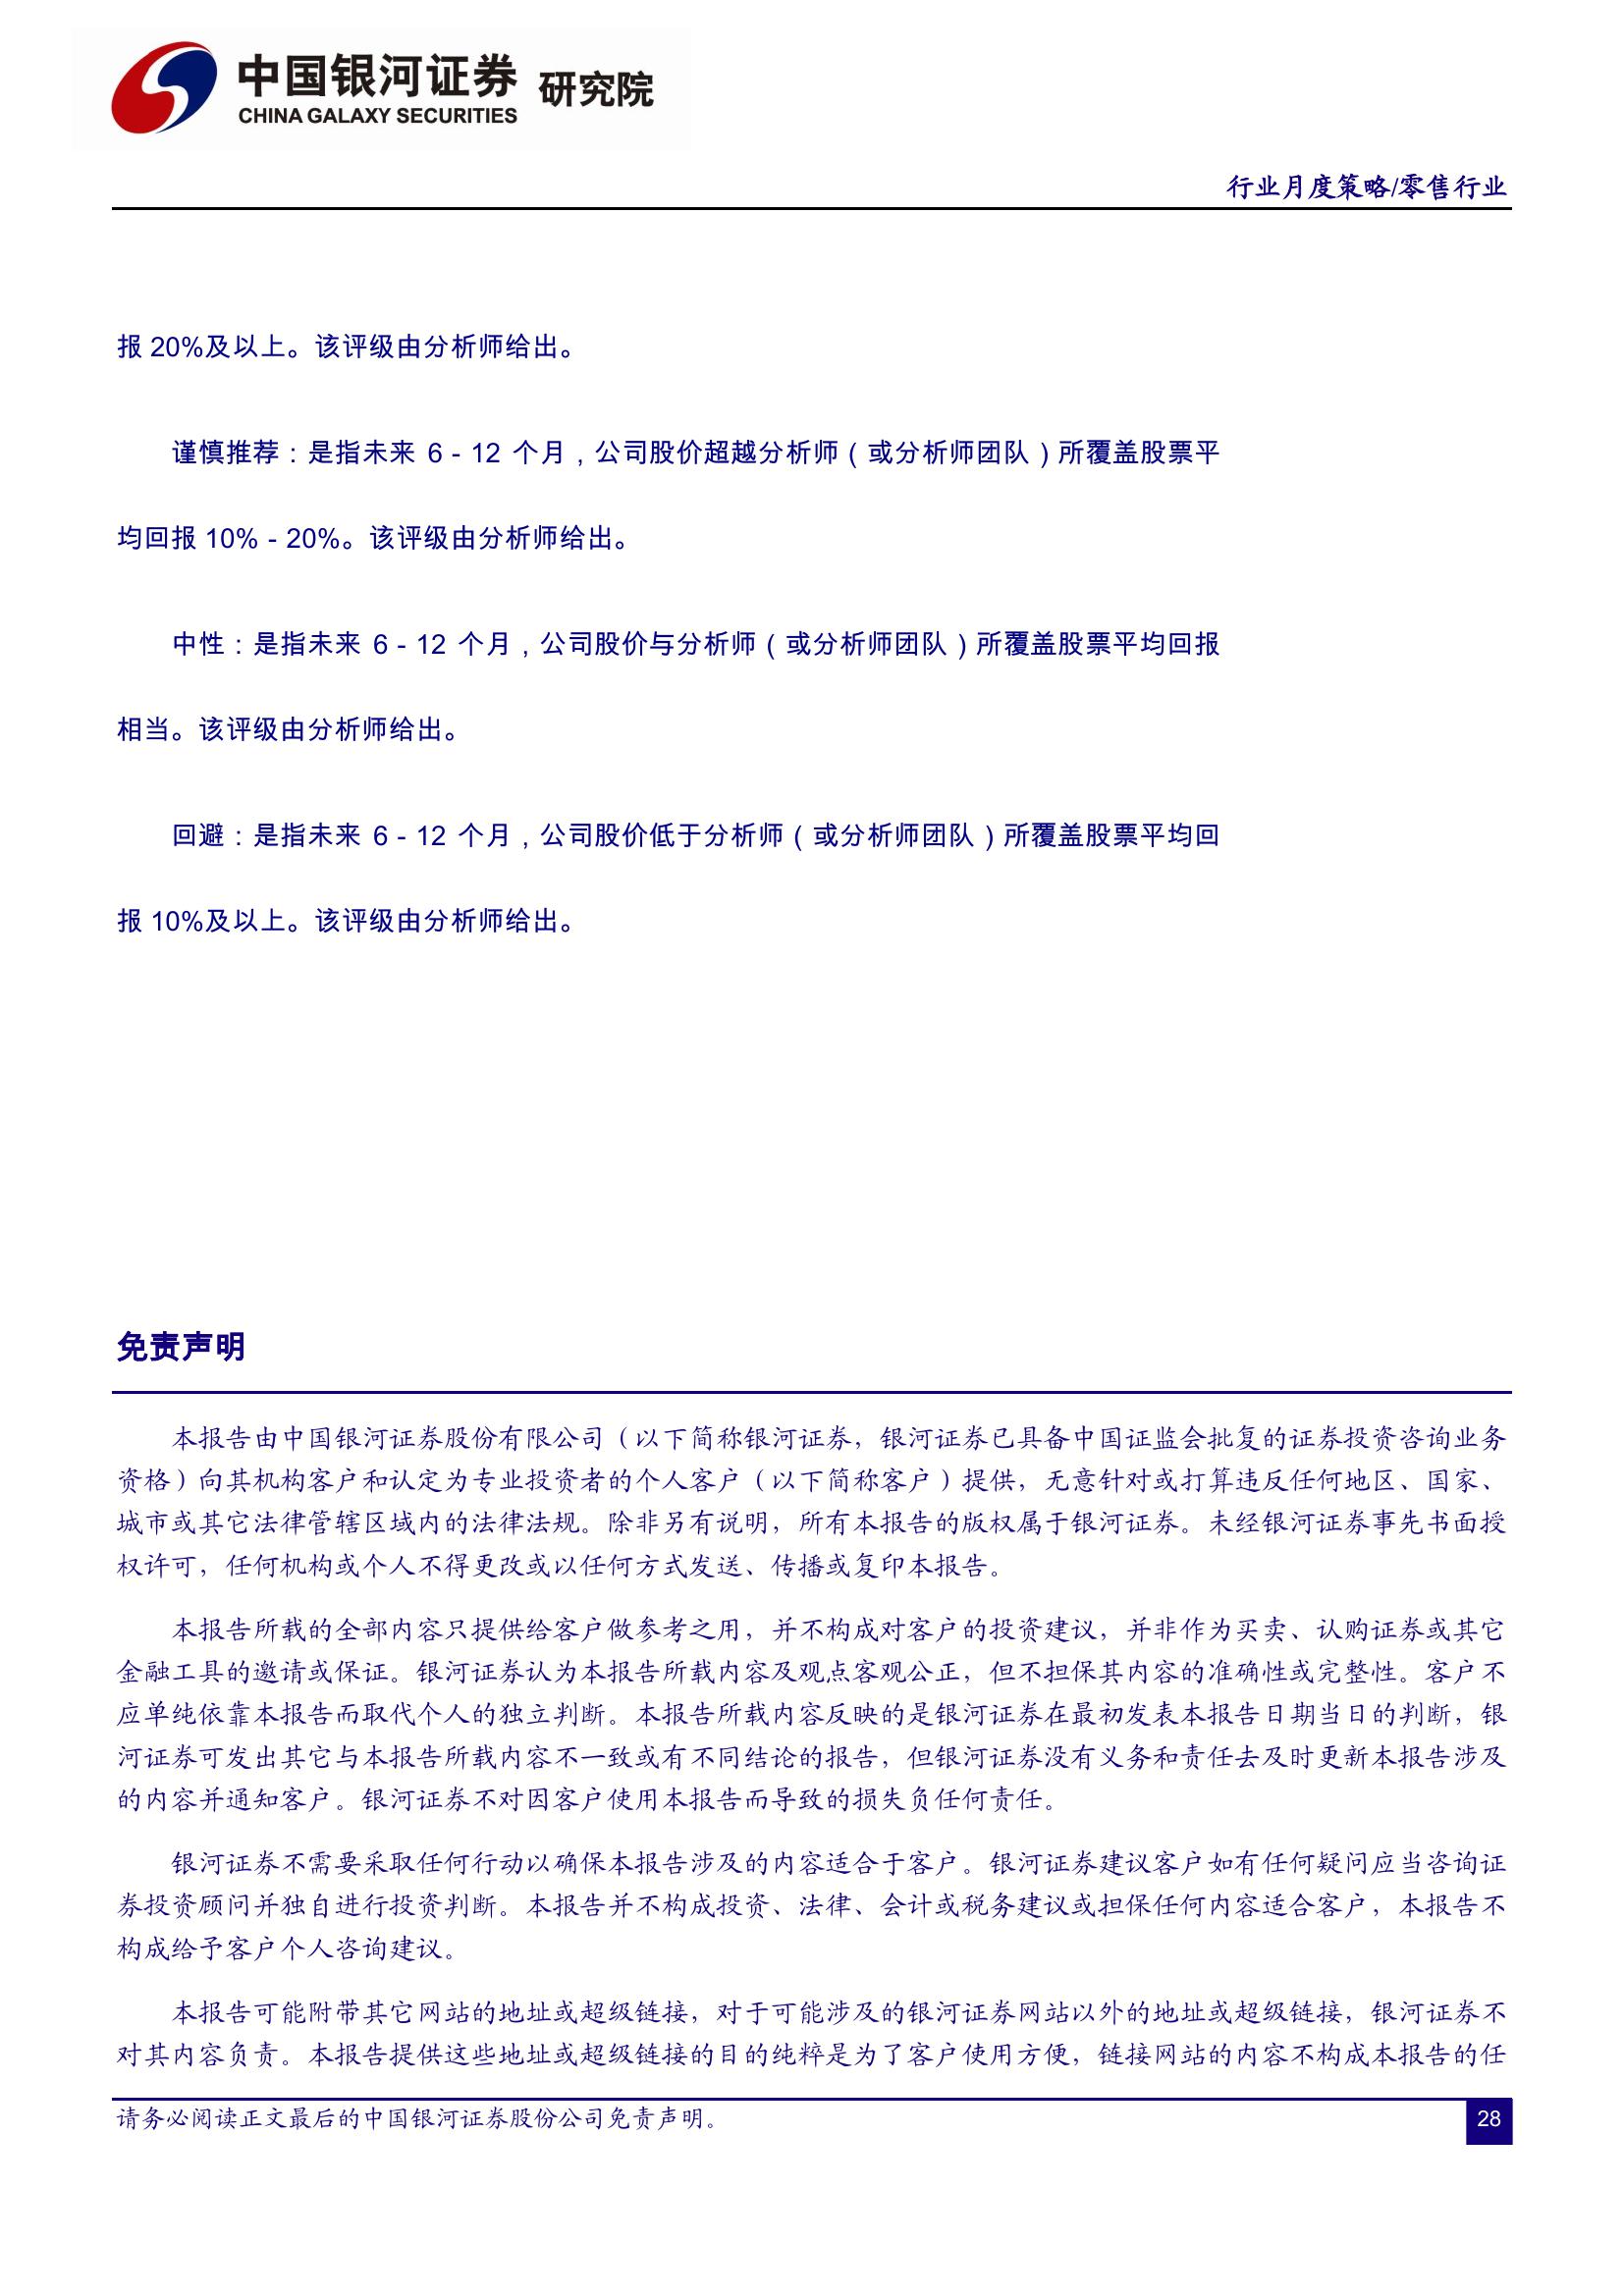 中国银河证券 研究院
CHINA GALAXY SECURITIES
行业月度策略/零售行业
报 20%及以上。该评级由分析师给出。
谨慎推荐：是指未来 6－12 个月，公司股价超越分析师（或分析师团队）所覆盖股票平
均回报 10%－20%。该评级由分析师给出。
中性：是指未来 6－12 个月，公司股价与分析师（或分析师团队）所覆盖股票平均回报
相当。该评级由分析师给出。
回避：是指未来 6－12 个月，公司股价低于分析师（或分析师团队）所覆盖股票平均回
报 10%及以上。该评级由分析师给出。
免责声明
本报告由中国银河证券股份有限公司（以下简称银河证券，银河证券已具备中国证监会批复的证券投资咨询业务
资格）向其机构客户和认定为专业投资者的个人客户（以下简称客户）提供，无意针对或打算违反任何地区、国家、
城市或其它法律管辖区域内的法律法规。除非另有说明，所有本报告的版权属于银河证券。未经银河证券事先书面授
权许可，任何机构或个人不得更改或以任何方式发送、传播或复印本报告。
本报告所载的全部内容只提供给客户做参考之用，并不构成对客户的投资建议，并非作为买卖、认购证券或其它
金融工具的邀请或保证。银河证券认为本报告所载内容及观点客观公正，但不担保其内容的准确性或完整性。客户不
应单纯依靠本报告而取代个人的独立判断。本报告所载内容反映的是银河证券在最初发表本报告日期当日的判断，银
河证券可发出其它与本报告所载内容不一致或有不同结论的报告，但银河证券没有义务和责任去及时更新本报告涉及
的内容并通知客户。银河证券不对因客户使用本报告而导致的损失负任何责任。
银河证券不需要采取任何行动以确保本报告涉及的内容适合于客户。银河证券建议客户如有任何疑问应当咨询证
券投资顾问并独自进行投资判断。本报告并不构成投资、法律、会计或税务建议或担保任何内容适合客户，本报告不
构成给予客户个人咨询建议。
本报告可能附带其它网站的地址或超级链接，对于可能涉及的银河证券网站以外的地址或超级链接，银河证券不
对其内容负责。本报告提供这些地址或超级链接的目的纯粹是为了客户使用方便，链接网站的内容不构成本报告的任
请务必阅读正文最后的中国银河证券股份公司免责声明。
28